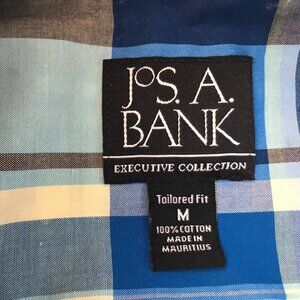 JOS. A.
BANK
EXECUTIVE COLLECTION
Tailored Fit
M
100% COTTON
MADE IN
MAURITIUS